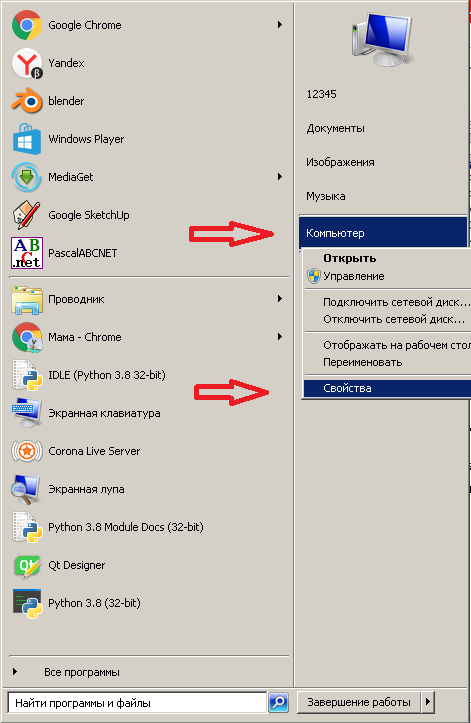 Google Chrome
Yandex
β
blender
Windows Player
MediaGet
Google SketchUp
A B
C
.net
PascalABCNET
Проводник
Мама - Chrome
IDLE (Python 3.8 32-bit)
Экранная клавиатура
Corona Live Server
Экранная лупа
Python 3.8 Module Docs (32-bit)
Qt Designer
Python 3.8 (32-bit)
Все программы
Найти программы и файлы
12345
Документы
Изображения
Музыка
Компьютер
Открыть
Управление
Подключить сетевой диск...
Отключить сетевой диск...
Отображать на рабочем стол
Переименовать
Свойства
Завершение работы